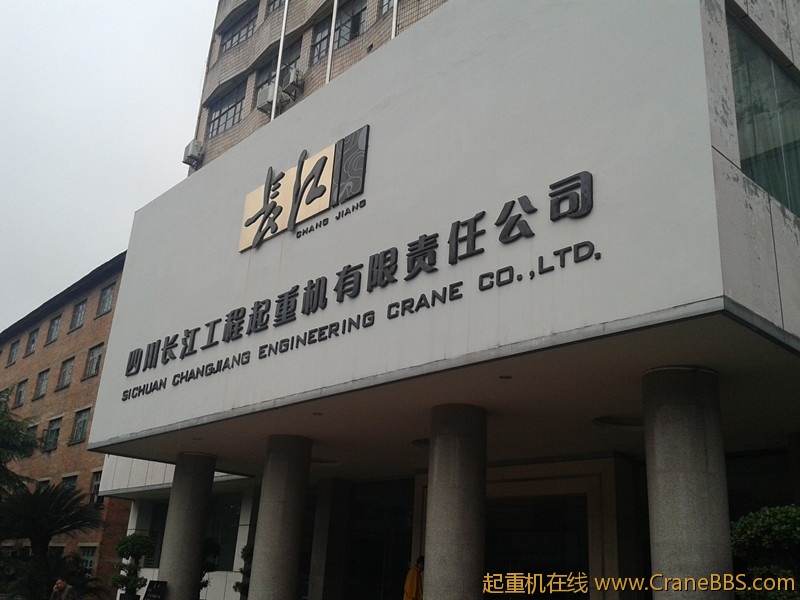 長江
CHANG JIANG
四川长江工程起重机有限责任公司
SICHUAN CHANGJIANG ENGINEERING CRANE CO.,LTD.
起重机在线 www.CraneBBS.com